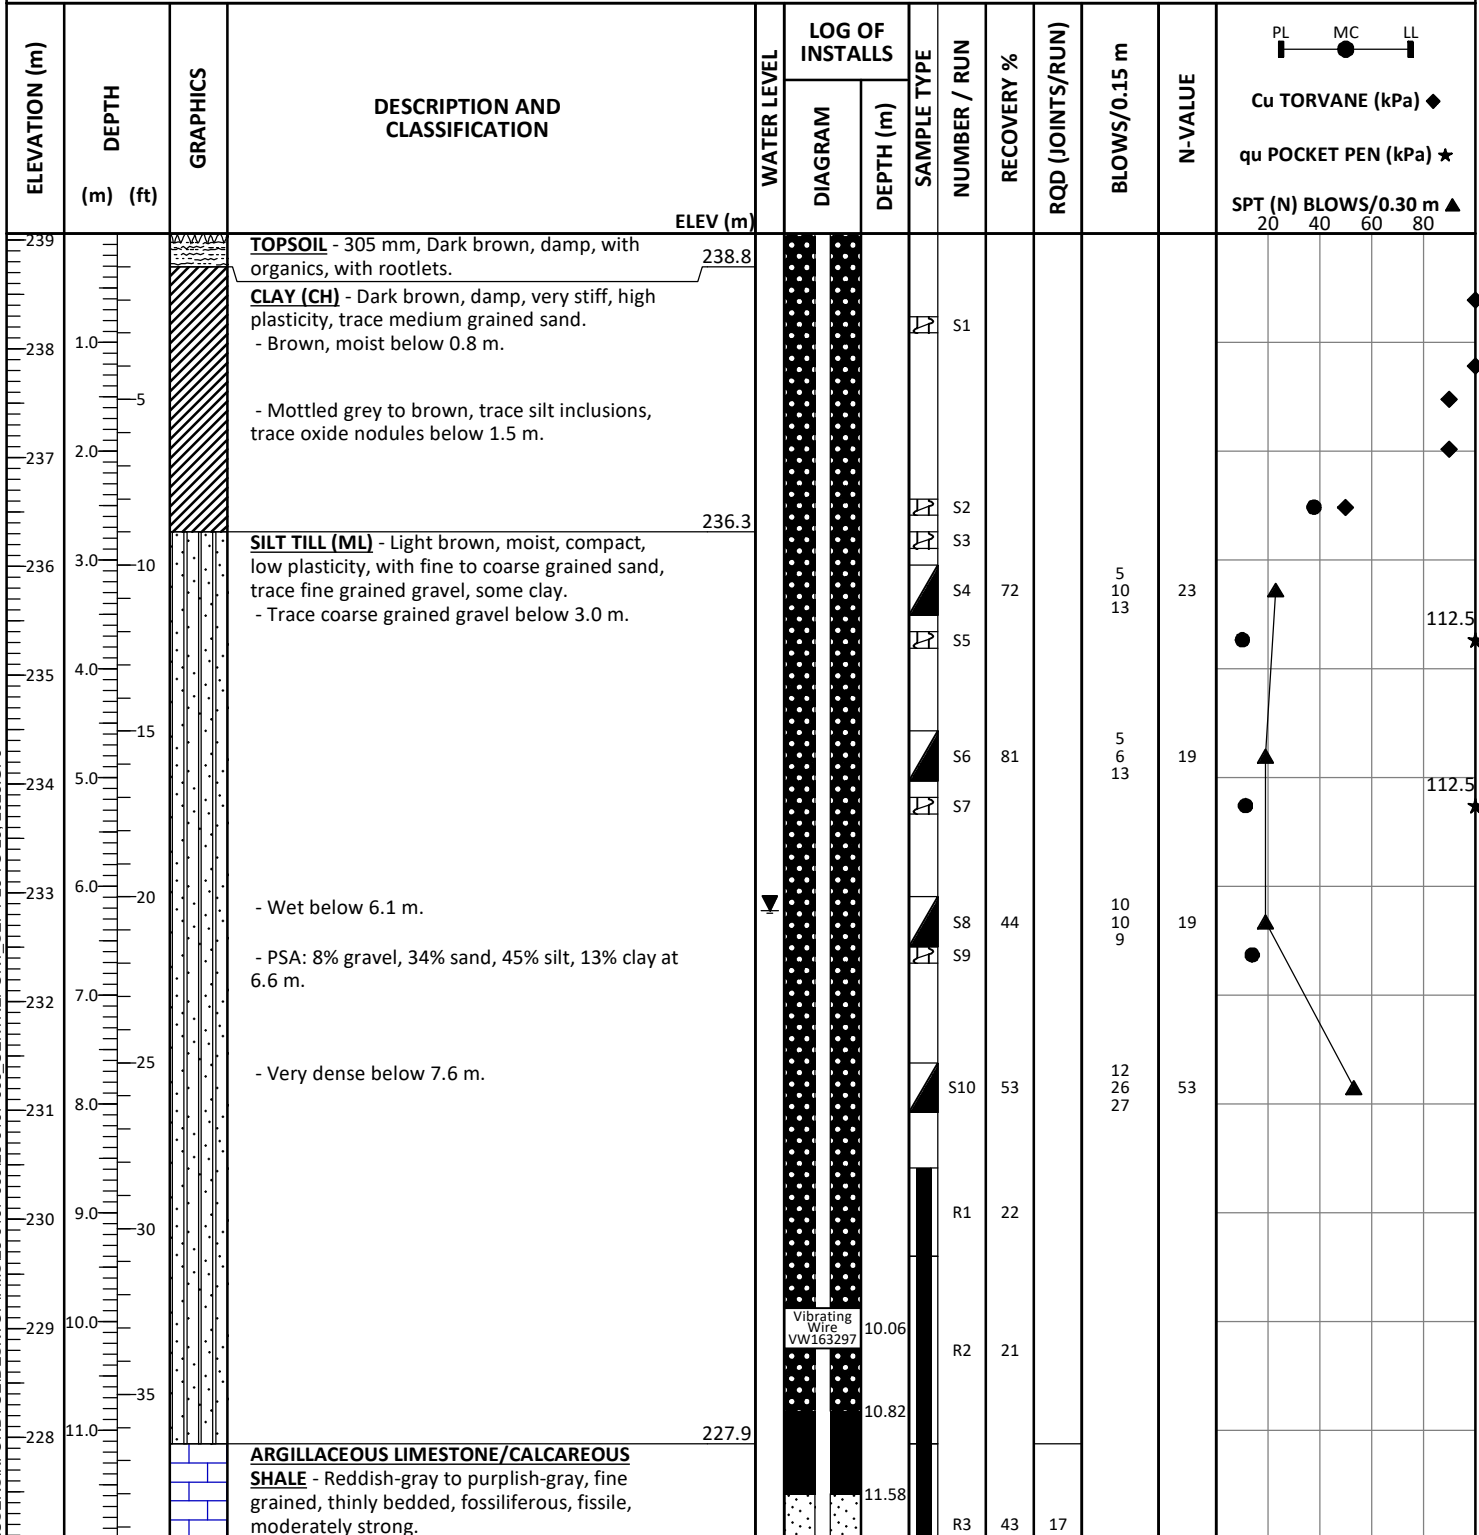 ELEVATION (m)
DEPTH
(m) (ft)
GRAPHICS
DESCRIPTION AND
CLASSIFICATION
ELEV (m)
WATER LEVEL
LOG OF
INSTALLS
DIAGRAM
DEPTH (m)
SAMPLE TYPE
NUMBER / RUN
RECOVERY %
RQD (JOINTS/RUN)
BLOWS/0.15 m
N-VALUE
PL MC LL
Cu TORVANE (kPa)
qu POCKET PEN (kPa)
SPT (N) BLOWS/0.30 m
20 40 60 80
239
TOPSOIL - 305 mm, Dark brown, damp, with
organics, with rootlets.
238.8
CLAY (CH) - Dark brown, damp, very stiff, high
plasticity, trace medium grained sand.
- Brown, moist below 0.8 m.
S1
238
1.0
5
- Mottled grey to brown, trace silt inclusions,
trace oxide nodules below 1.5 m.
237
2.0
S2
236.3
SILT TILL (ML) - Light brown, moist, compact,
low plasticity, with fine to coarse grained sand,
trace fine grained gravel, some clay.
- Trace coarse grained gravel below 3.0 m.
S3
236
3.0
10
S4 72
5
10
13
23
112.5
S5
235
4.0
15
S6 81
5
6
13
19
234
5.0
112.5
S7
233
6.0
20
- Wet below 6.1 m.
S8 44
10
10
9
19
- PSA: 8% gravel, 34% sand, 45% silt, 13% clay at
6.6 m.
S9
232
7.0
25
- Very dense below 7.6 m.
S10 53
12
26
27
53
231
8.0
R1 22
230
9.0
30
229
10.0
Vibrating
Wire
VW163297
10.06
R2 21
35
10.82
228
11.0
227.9
ARGILLACEOUS LIMESTONE/CALCAREOUS
SHALE - Reddish-gray to purplish-gray, fine
grained, thinly bedded, fossiliferous, fissile,
moderately strong.
11.58
R3 43 17